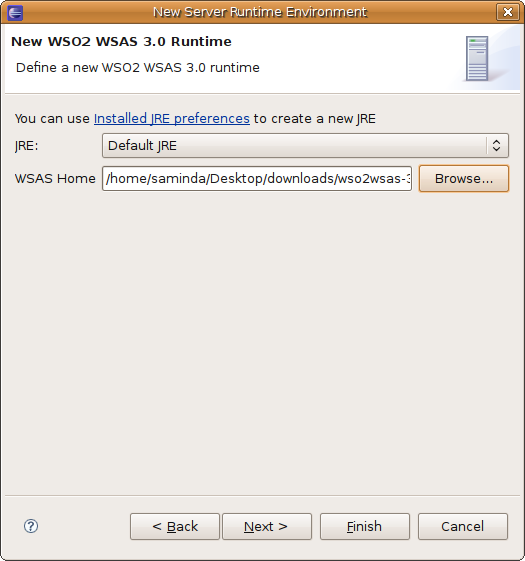 New Server Runtime Environment
New WSO2 WSAS 3.0 Runtime
Define a new WSO2 WSAS 3.0 runtime
You can use Installed JRE preferences to create a new JRE
JRE: Default JRE
WSAS Home /home/saminda/Desktop/downloads/wso2wsas-3 Browse...
? < Back Next > Finish Cancel